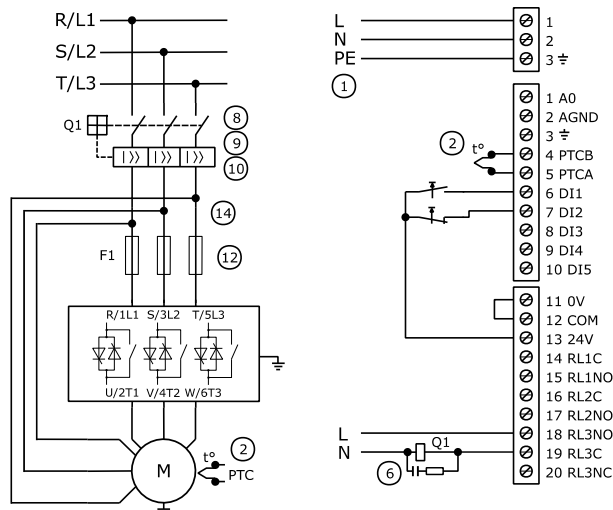 R/L1
S/L2
T/L3
Q1
8
9
10
14
F1
12
R/1L1 S/3L2 T/5L3
U/2T1 V/4T2 W/6T3
M
2
t°
PTC
L
N
PE
1
1
2
3
2
t°
1 A0
2 AGND
3
4 PTCB
5 PTCA
6 DI1
7 DI2
8 DI3
9 DI4
10 DI5
11 0V
12 COM
13 24V
14 RL1C
15 RL1NO
16 RL2C
17 RL2NO
18 RL3NO
19 RL3C
20 RL3NC
L
N
Q1
6